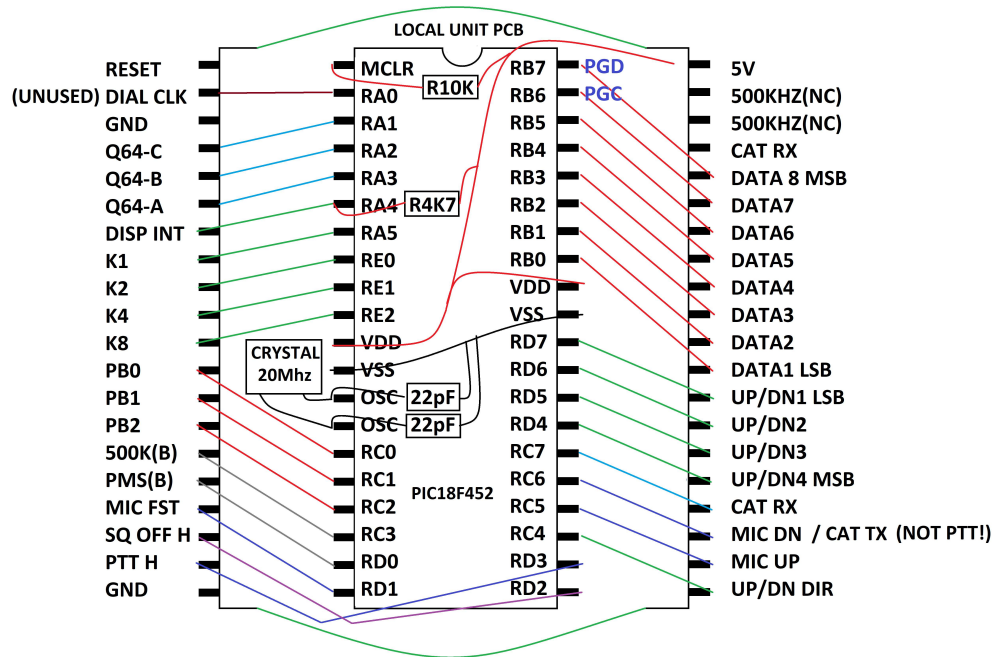 LOCAL UNIT PCB
RESET
(UNUSED) DIAL CLK
GND
Q64-C
Q64-B
Q64-A
DISP INT
K1
K2
K4
K8
PB0
PB1
PB2
500K(B)
PMS(B)
MIC FST
SQ OFF H
PTT H
GND
MCLR
RA0
RA1
RA2
RA3
RA4
RA5
RE0
RE1
RE2
VDD
VSS
OSC
OSC
RC0
RC1
RC2
RC3
RD0
RD1
R10K
R4K7
CRYSTAL
20Mhz
22pF
22pF
PIC18F452
RB7
RB6
RB5
RB4
RB3
RB2
RB1
RB0
VDD
VSS
RD7
RD6
RD5
RD4
RC7
RC6
RC5
RC4
RD3
RD2
PGD
PGC
5V
500KHZ(NC)
500KHZ(NC)
CAT RX
DATA 8 MSB
DATA7
DATA6
DATA5
DATA4
DATA3
DATA2
DATA1 LSB
UP/DN1 LSB
UP/DN2
UP/DN3
UP/DN4 MSB
CAT RX
MIC DN / CAT TX (NOT PTT!)
MIC UP
UP/DN DIR